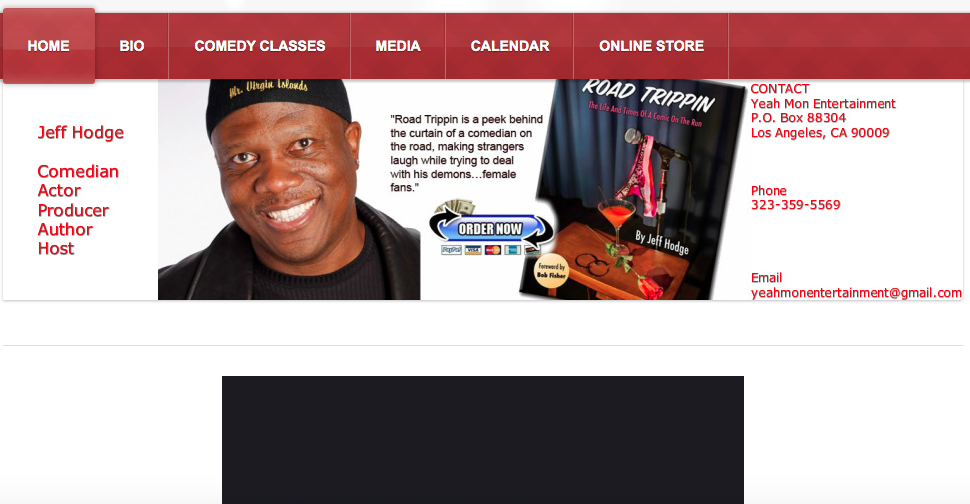 HOME BIO COMEDY CLASSES MEDIA CALENDAR ONLINE STORE
Jeff Hodge
Comedian
Actor
Producer
Author
Host
Mr. Virgin Islands
"Road Trippin is a peek behind
the curtain of a comedian on
the road, making strangers
laugh while trying to deal
with his demons...female
fans."
ORDER NOW
PayPal VISA
ROAD TRIPPIN
The Life And Times Of A Comic On The Run
By Jeff Hodge
Foreword by
Bob Fisher
CONTACT
Yeah Mon Entertainment
P.O. Box 88304
Los Angeles, CA 90009
Phone
323-359-5569
Email
yeahmonentertainment@gmail.com